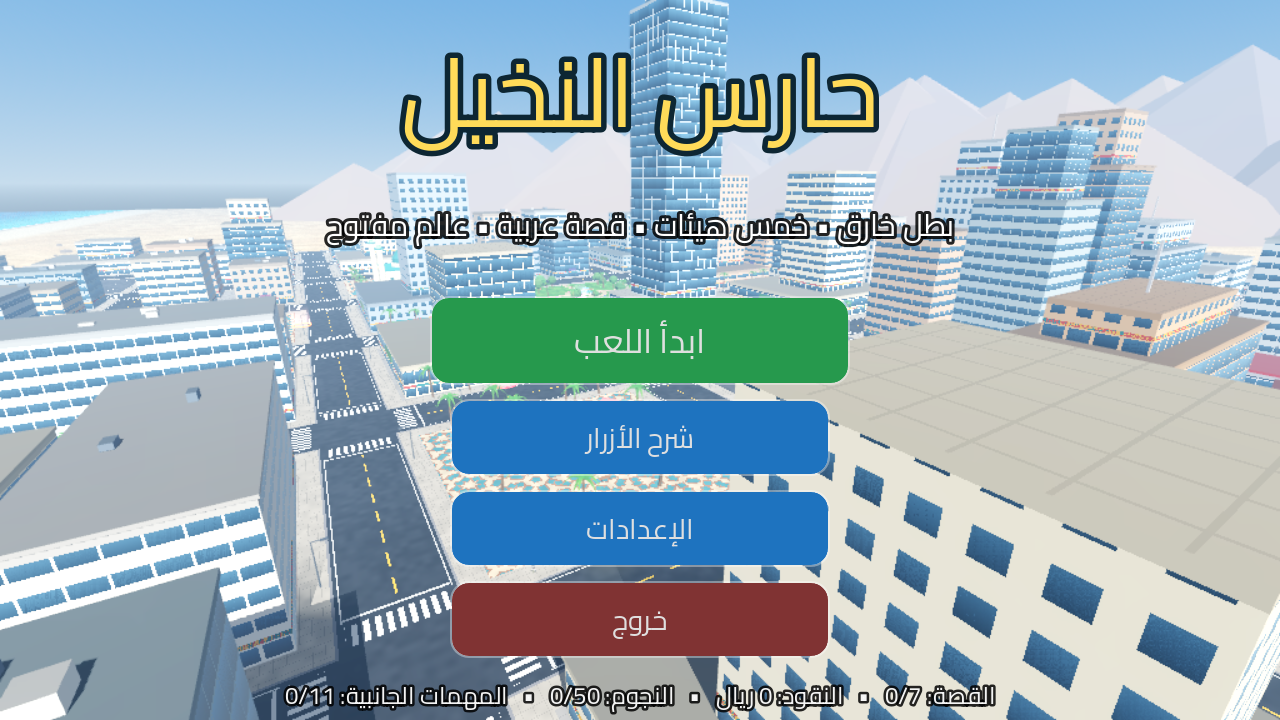 حارس النخيل
بطل خارق • خمس هيئات • قصة عربية • عالم مفتوح
ابدأ اللعب
شرح الأزرار
الإعدادات
خروج
القصة: 0/7 • النقود: 0 ريال • النجوم: 0/50 • المهمات الجانبية: 0/11